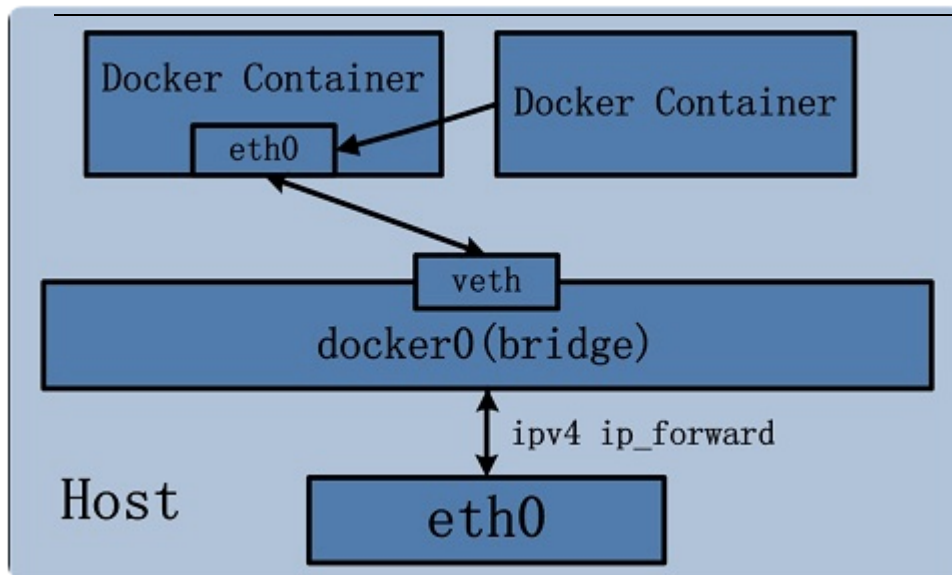 Docker Container
Docker Container
eth0
veth
docker0(bridge)
ipv4 ip_forward
Host
eth0